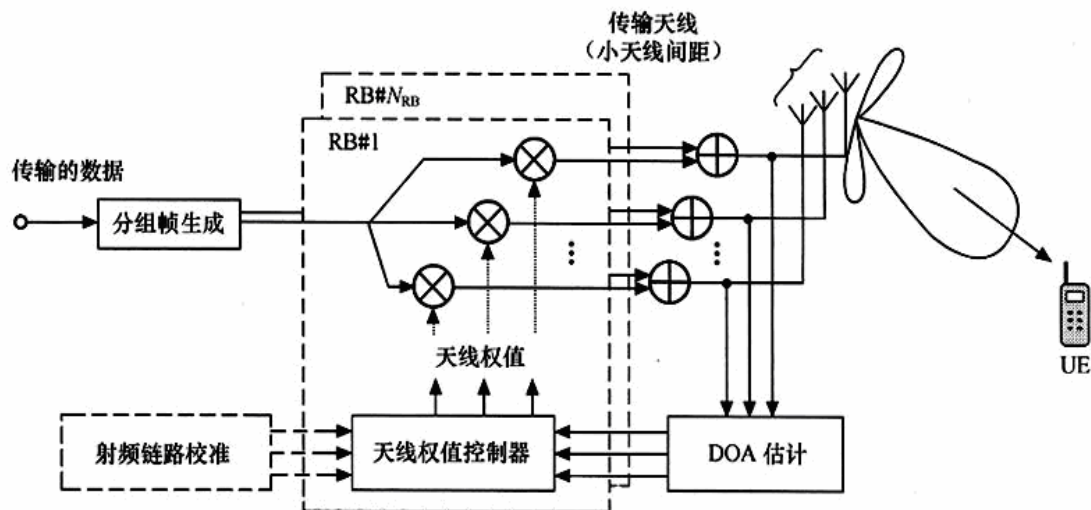 传输天线
（小天线间距）
RB#N_RB
RB#1
传输的数据
分组帧生成
天线权值
UE
射频链路校准
天线权值控制器
DOA 估计